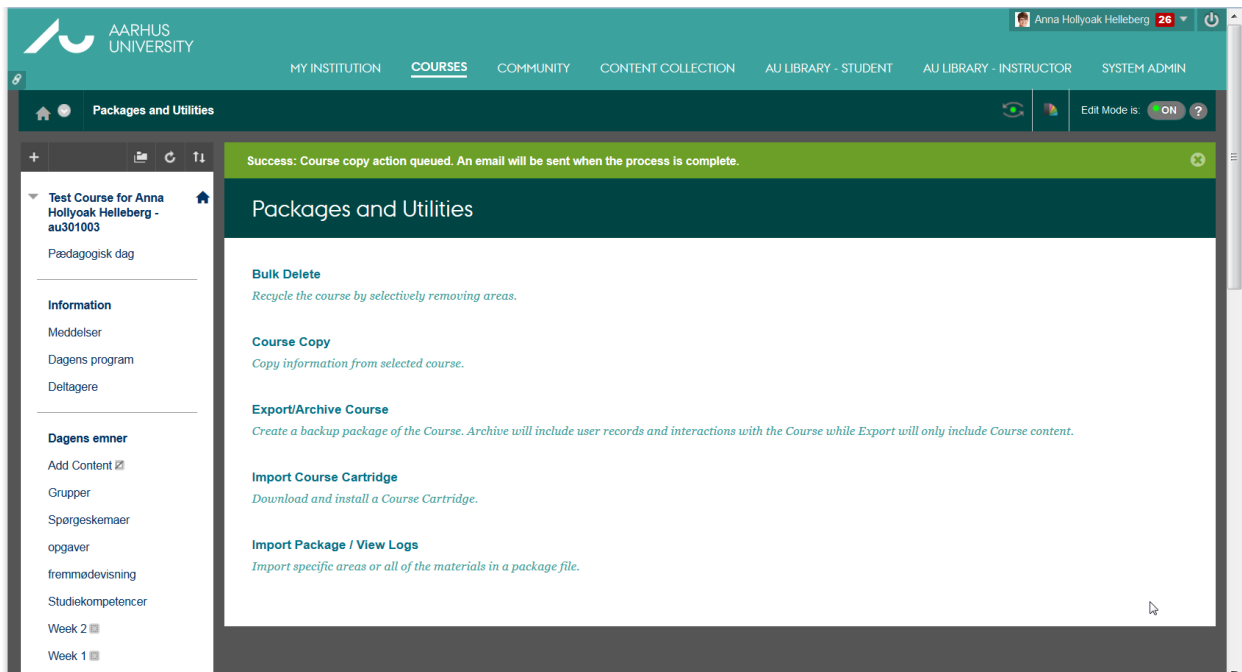 AARHUS
UNIVERSITY
Anna Hollyoak Helleberg 26
MY INSTITUTION COURSES COMMUNITY CONTENT COLLECTION AU LIBRARY - STUDENT AU LIBRARY - INSTRUCTOR SYSTEM ADMIN
Packages and Utilities
Edit Mode is: ON ?
Success: Course copy action queued. An email will be sent when the process is complete.
Test Course for Anna
Hollyoak Helleberg -
au301003
Pædagogisk dag
Information
Meddelser
Dagens program
Deltagere
Dagens emner
Add Content
Grupper
Spørgeskemaer
opgaver
fremmødevisning
Studiekompetencer
Week 2
Week 1
Packages and Utilities
Bulk Delete
Recycle the course by selectively removing areas.
Course Copy
Copy information from selected course.
Export/Archive Course
Create a backup package of the Course. Archive will include user records and interactions with the Course while Export will only include Course content.
Import Course Cartridge
Download and install a Course Cartridge.
Import Package / View Logs
Import specific areas or all of the materials in a package file.